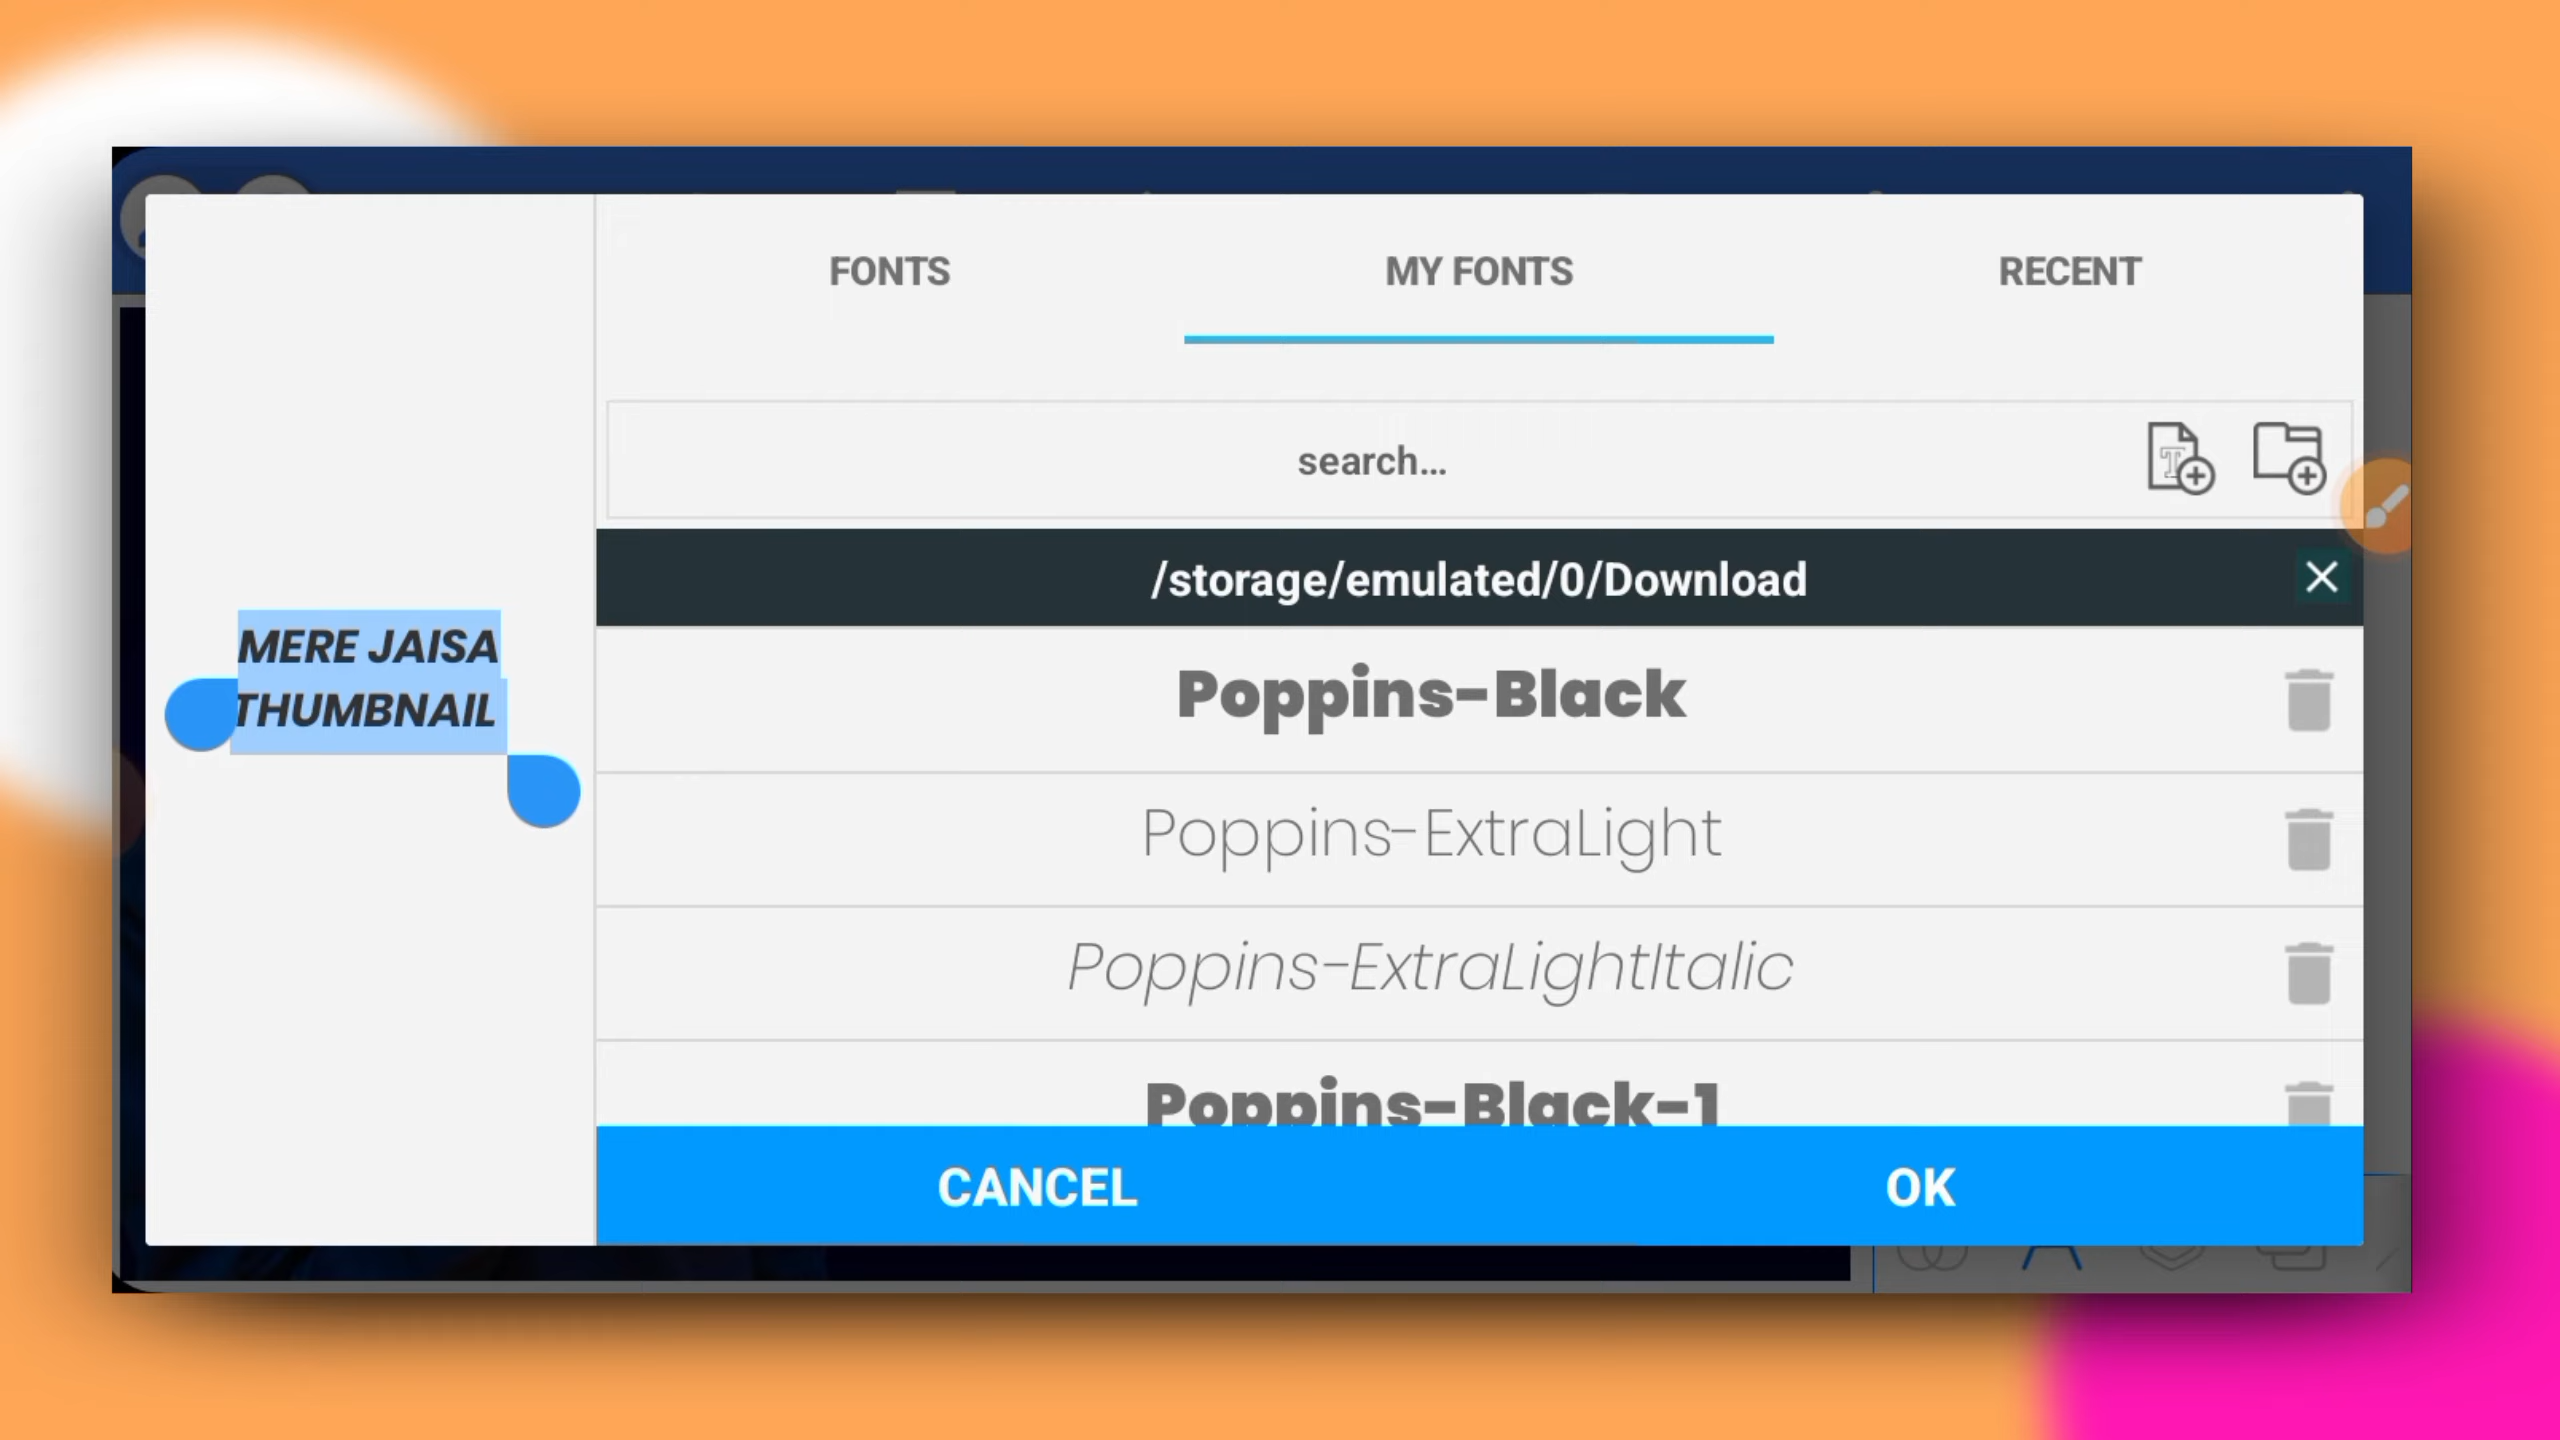 FONTS
MY FONTS
RECENT
search...
/storage/emulated/0/Download
MERE JAISA
THUMBNAIL
Poppins-Black
Poppins-ExtraLight
Poppins-ExtraLightItalic
Poppins-Black-1
CANCEL
OK